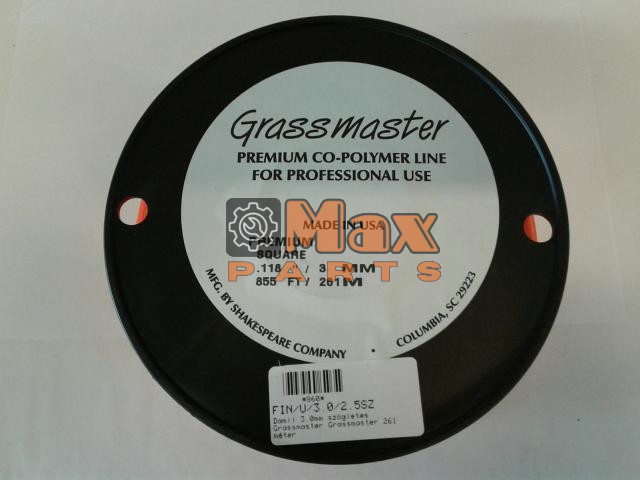 Grassmaster
PREMIUM CO-POLYMER LINE
FOR PROFESSIONAL USE
MADE IN USA
PREMIUM
SQUARE
Max
PARTS
.118 / 3 MM
855 FT/ 261M
MFG. BY SHAKESPEARE COMPANY
COLUMBIA, SC 29223
*860*
FIN/U/3.0/2.5SZ
Damil 3.0mm szögletes
Grassmaster Grassmaster 261
méter